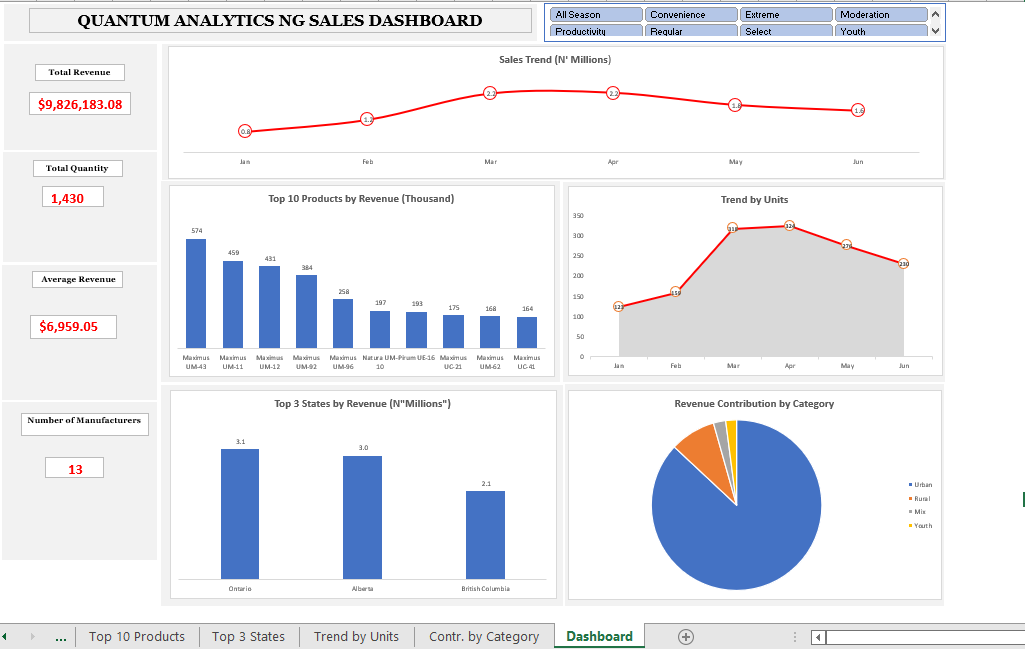 QUANTUM ANALYTICS NG SALES DASHBOARD
All Season Convenience Extreme Moderation
Productivity Regular Select Youth
Total Revenue
$9,826,183.08
Total Quantity
1,430
Average Revenue
$6,959.05
Number of Manufacturers
13
Sales Trend (N' Millions)
0.8 1.2 2.2 2.2 1.8 1.6
Jan Feb Mar Apr May Jun
Top 10 Products by Revenue (Thousand)
574 459 431 384 258 197 193 175 168 164
Maximus Maximus Maximus Maximus Maximus Natura UM- Pirum UE-16 Maximus Maximus Maximus
UM-43 UM-11 UM-12 UM-92 UM-96 10 UC-21 UM-62 UC-41
Trend by Units
350
300
250
200
150
100
50
0
159 324 230
Jan Feb Mar Apr May Jun
Top 3 States by Revenue (N"Millions")
3.1 3.0 2.1
Ontario Alberta British Columbia
Revenue Contribution by Category
Urban
Rural
Mix
Youth
... Top 10 Products Top 3 States Trend by Units Contr. by Category Dashboard